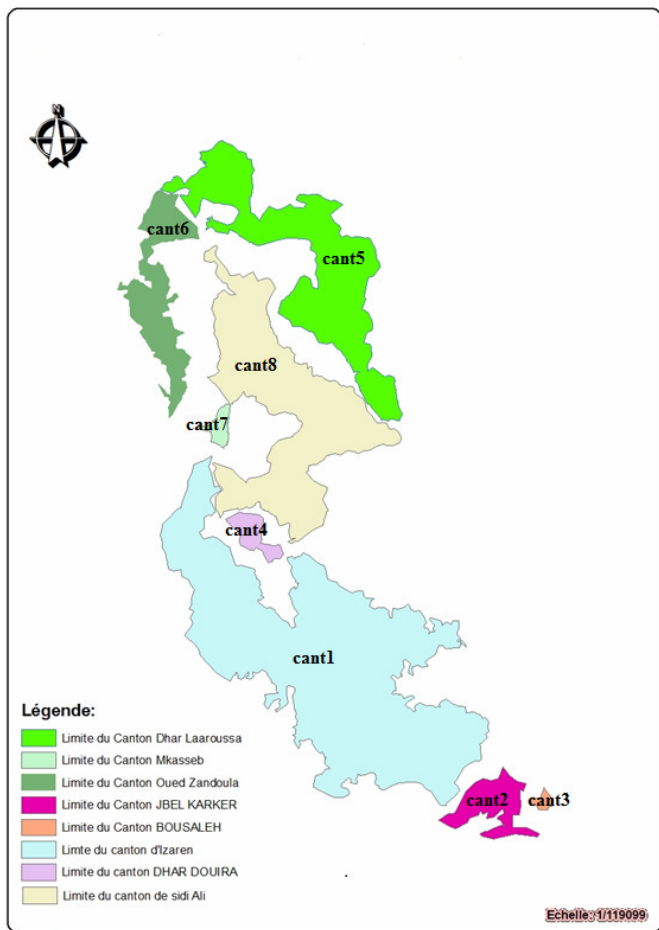 N
cant6
cant5
cant8
cant7
cant4
cant1
cant2
cant3
Légende:
Limite du Canton Dhar Laaroussa
Limite du Canton Mkasseb
Limite du Canton Oued Zandoula
Limite du Canton JBEL KARKER
Limite du Canton BOUSALEH
Limte du canton d'Izaren
Limite du canton DHAR DOUIRA
Limite du canton de sidi Ali
Echelle: 1/119099